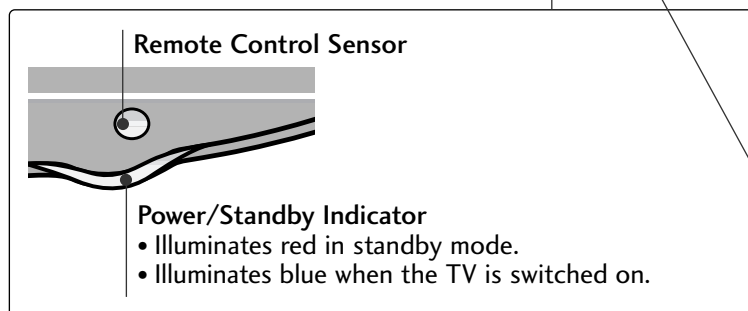 Remote Control Sensor
Power/Standby Indicator
• Illuminates red in standby mode.
• Illuminates blue when the TV is switched on.